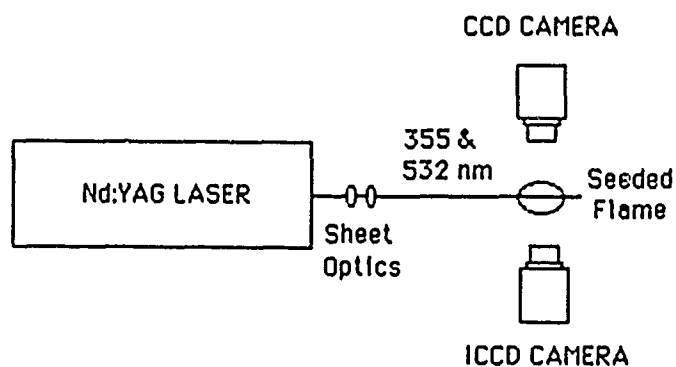 CCD CAMERA
355 &
532 nm
Nd:YAG LASER
Seeded
Flame
Sheet
Optics
ICCD CAMERA